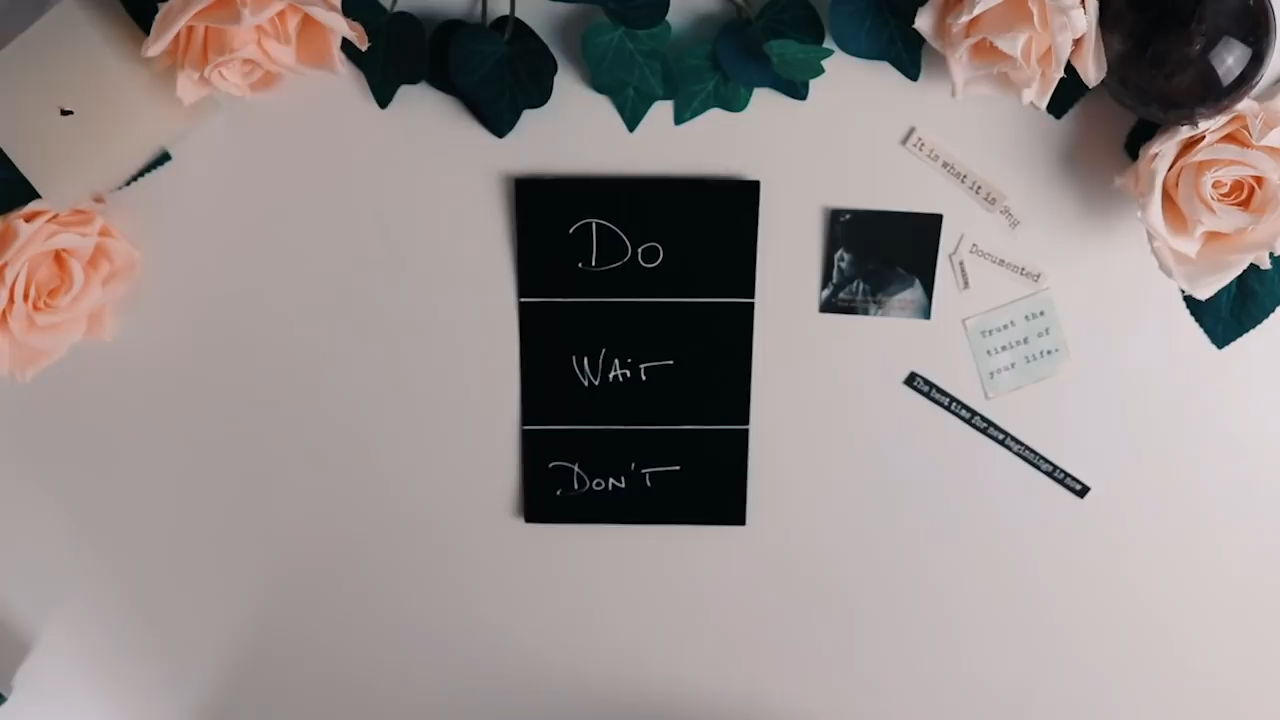 Do
WAiT
DON'T
It is what it is
Hug
Documented
Trust the
timing of
your life.
The best time for new beginnings is now